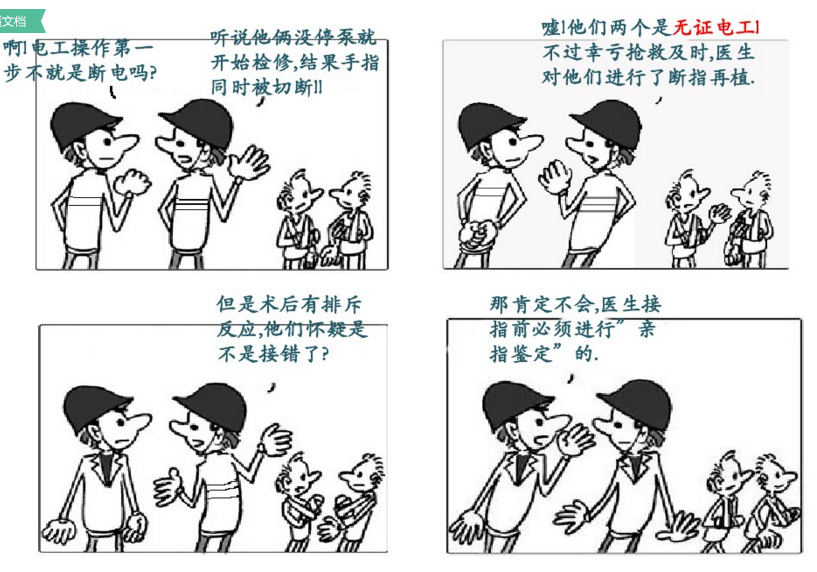 文档
啊!电工操作第一
步不就是断电吗?
听说他俩没停泵就
开始检修,结果手指
同时被切断!!
嘘!他们两个是无证电工!
不过幸亏抢救及时,医生
对他们进行了断指再植.
但是术后有排斥
反应,他们怀疑是
不是接错了?
那肯定不会,医生接
指前必须进行”亲
指鉴定”的.